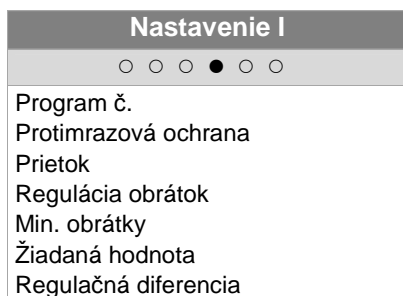 Nastavenie I
Program č.
Protimrazová ochrana
Prietok
Regulácia obrátok
Min. obrátky
Žiadaná hodnota
Regulačná diferencia